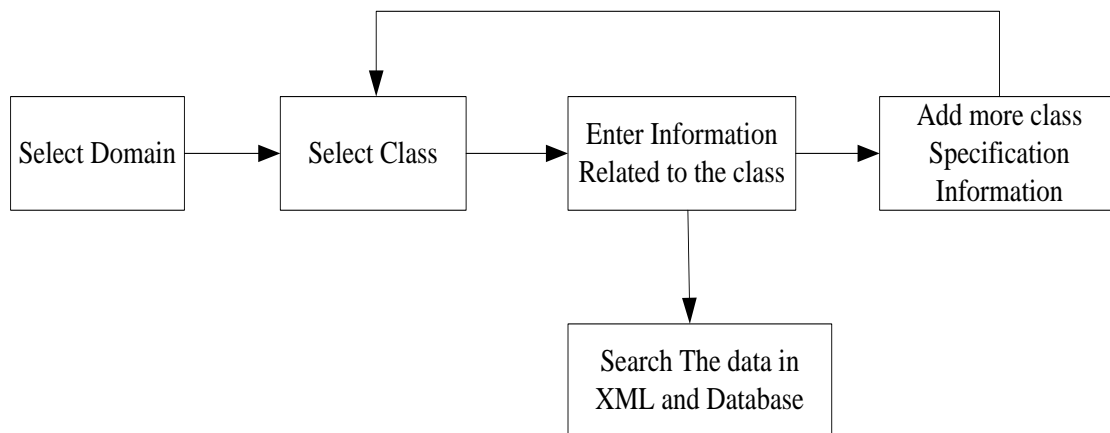 Select Domain
Select Class
Enter Information
Related to the class
Add more class
Specification
Information
Search The data in
XML and Database